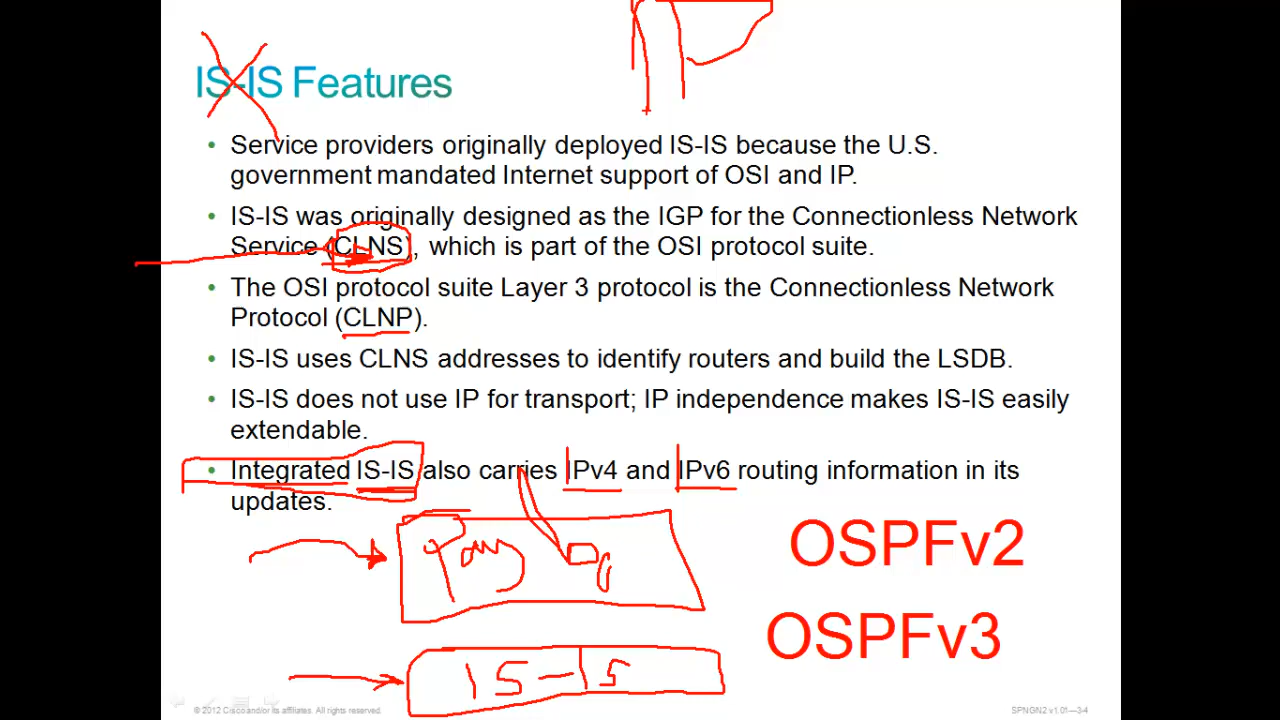 IS-IS Features
• Service providers originally deployed IS-IS because the U.S.
government mandated Internet support of OSI and IP.
• IS-IS was originally designed as the IGP for the Connectionless Network
Service (CLNS), which is part of the OSI protocol suite.
• The OSI protocol suite Layer 3 protocol is the Connectionless Network
Protocol (CLNP).
• IS-IS uses CLNS addresses to identify routers and build the LSDB.
• IS-IS does not use IP for transport; IP independence makes IS-IS easily
extendable.
• Integrated IS-IS also carries IPv4 and IPv6 routing information in its
updates.
OSPFv2
OSPFv3
IS-IS
© 2012 Cisco and/or its affiliates. All rights reserved.
SPNGN2 v1.01—3-4